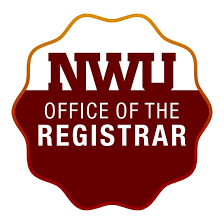 NWU
OFFICE OF THE
REGISTRAR